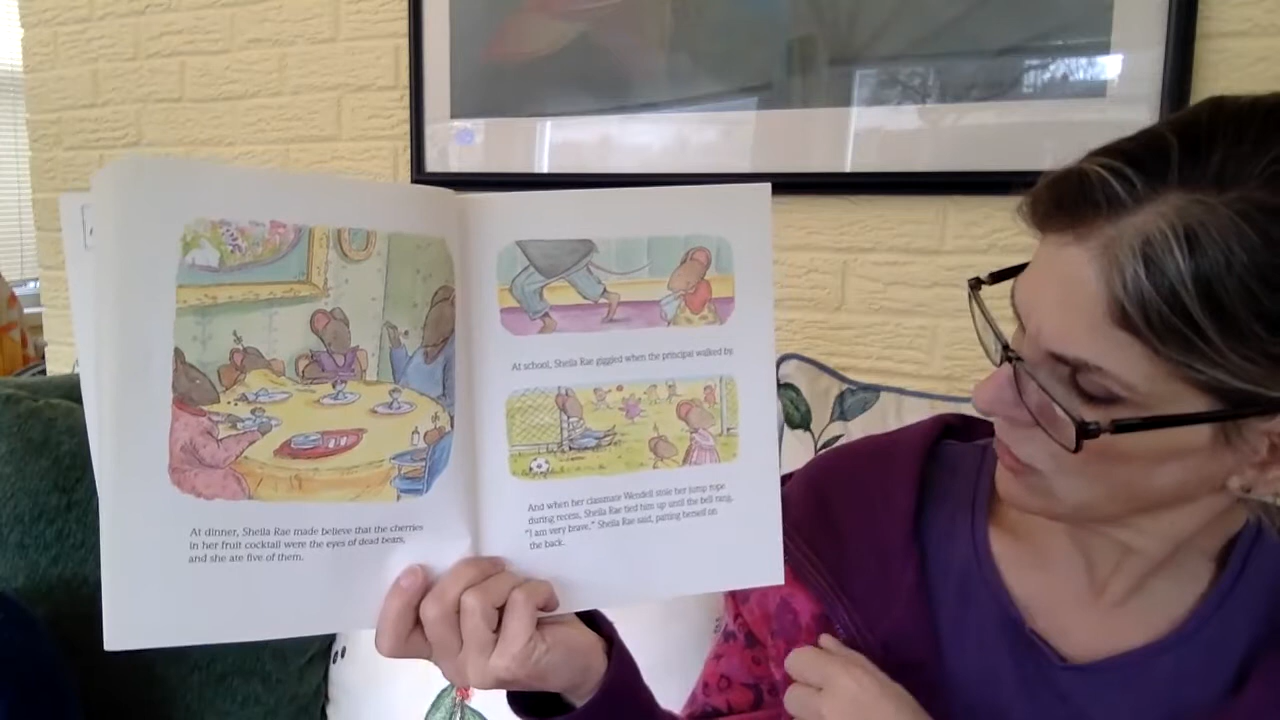 At dinner, Sheila Rae made believe that the cherries
in her fruit cocktail were the eyes of dead bears,
and she ate five of them.
At school, Sheila Rae giggled when the principal walked by.
And when her classmate Wendell stole her jump rope
during recess, Sheila Rae tied him up until the bell rang.
"I am very brave," Sheila Rae said, patting herself on
the back.